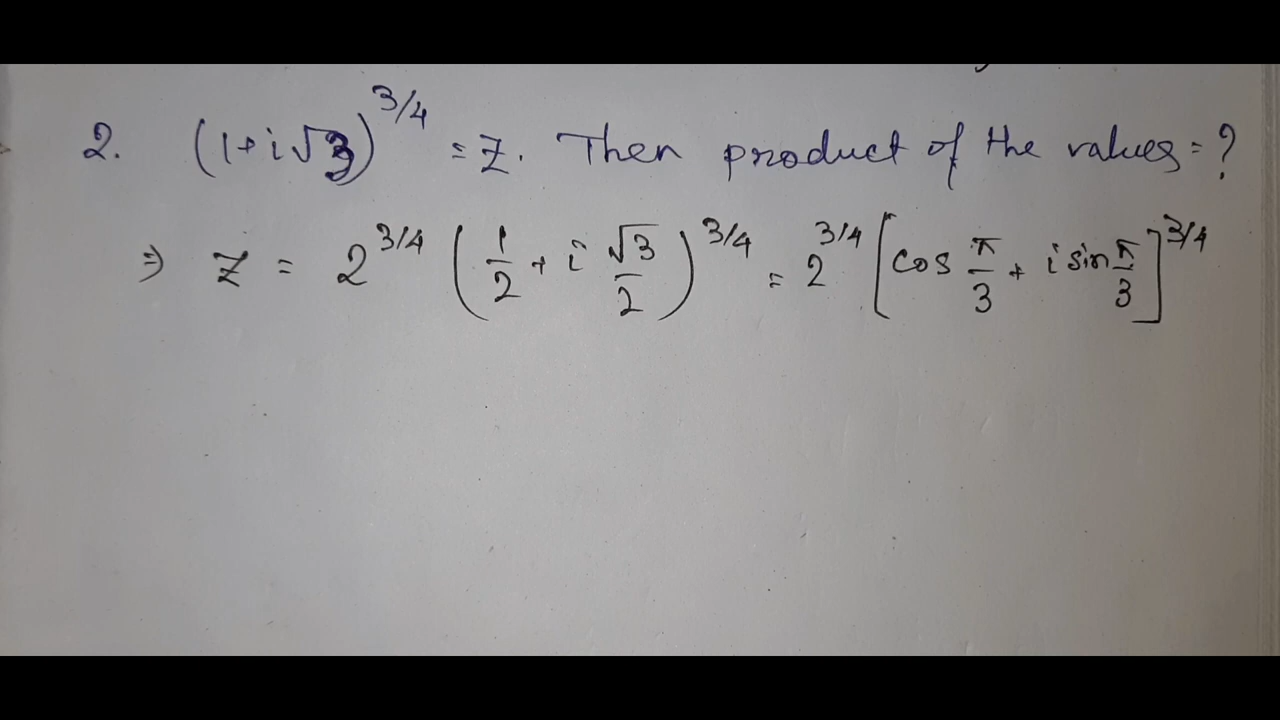 2. (1+i√3)^3/4 = z. Then product of the values = ?
⇒ z = 2^3/4 (1/2 + i √3/2)^3/4 = 2^3/4 [cos π/3 + i sin π/3]^3/4